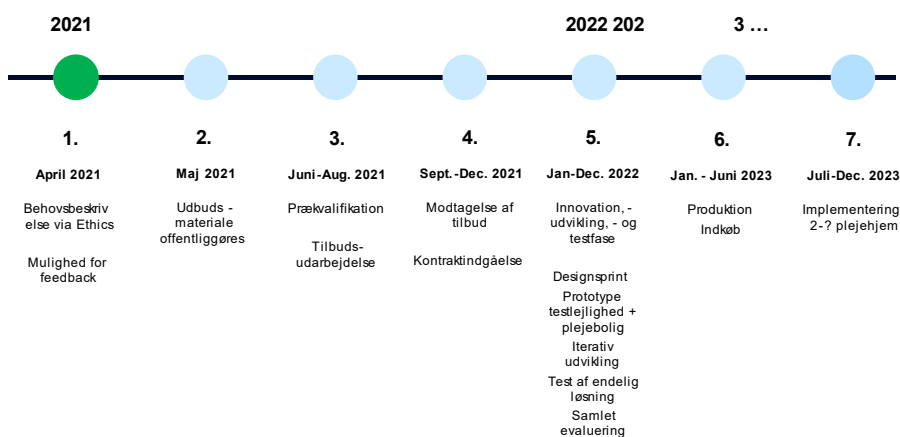 2021
2022 202
3 ...
1.
April 2021
Behovsbeskriv
else via Ethics
Mulighed for
feedback
2.
Maj 2021
Udbuds -
materiale
offentliggøres
3.
Juni-Aug. 2021
Prækvalifikation
Tilbuds-
udarbejdelse
4.
Sept.-Dec. 2021
Modtagelse af
tilbud
Kontraktindgåelse
5.
Jan-Dec. 2022
Innovation, -
udvikling, - og
testfase
Designsprint
Prototype
testlejlighed +
plejebolig
Iterativ
udvikling
Test af endelig
løsning
Samlet
evaluering
6.
Jan. - Juni 2023
Produktion
Indkøb
7.
Juli-Dec. 2023
Implementering
2-? plejehjem